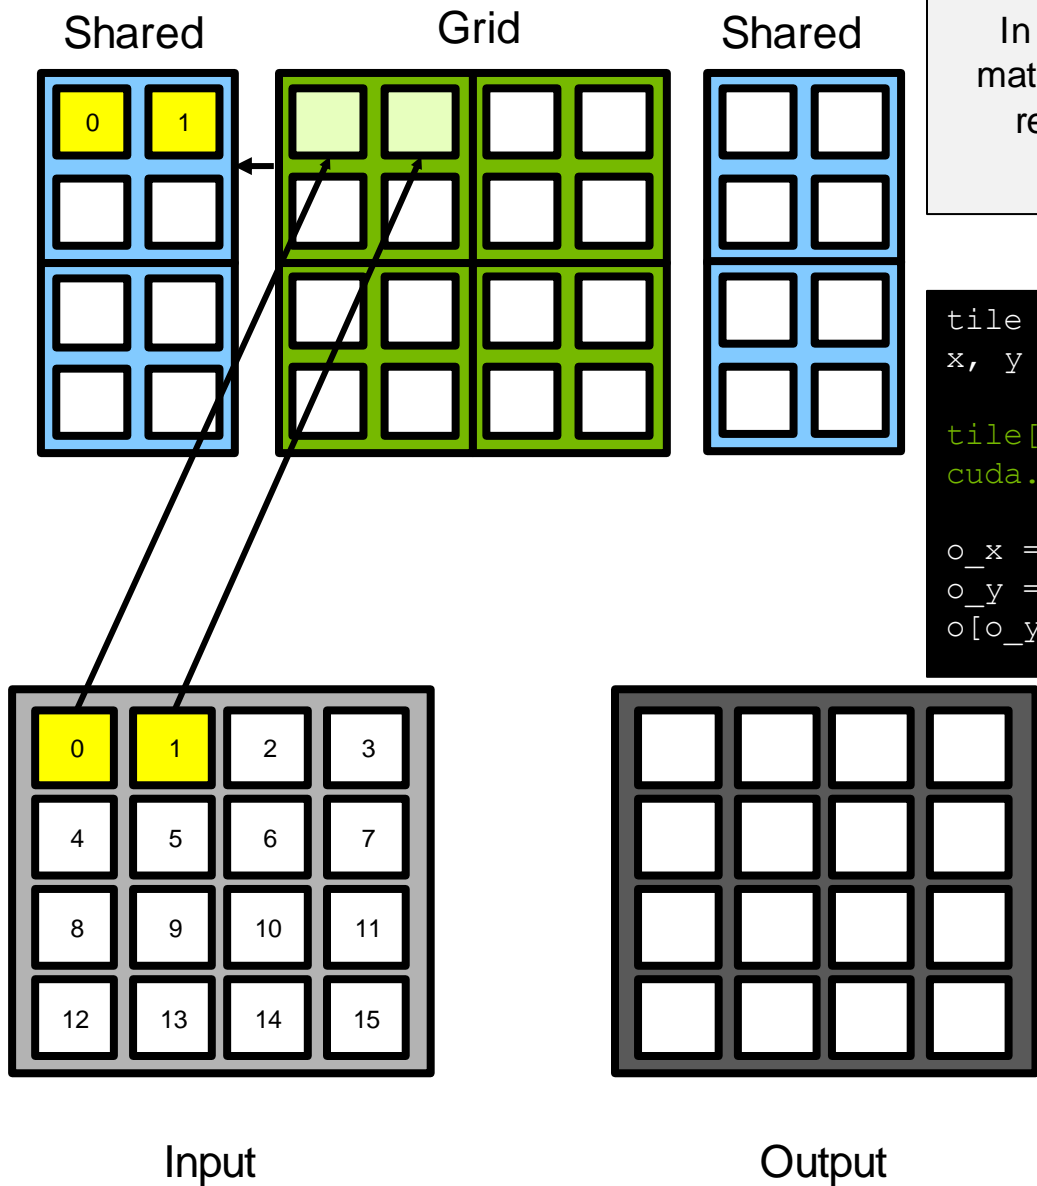 Shared
Grid
Shared
0 1
In
mat
re
tile
x, y
tile[
cuda.
o_x =
o_y =
o[o_y
0 1 2 3
4 5 6 7
8 9 10 11
12 13 14 15
Input
Output